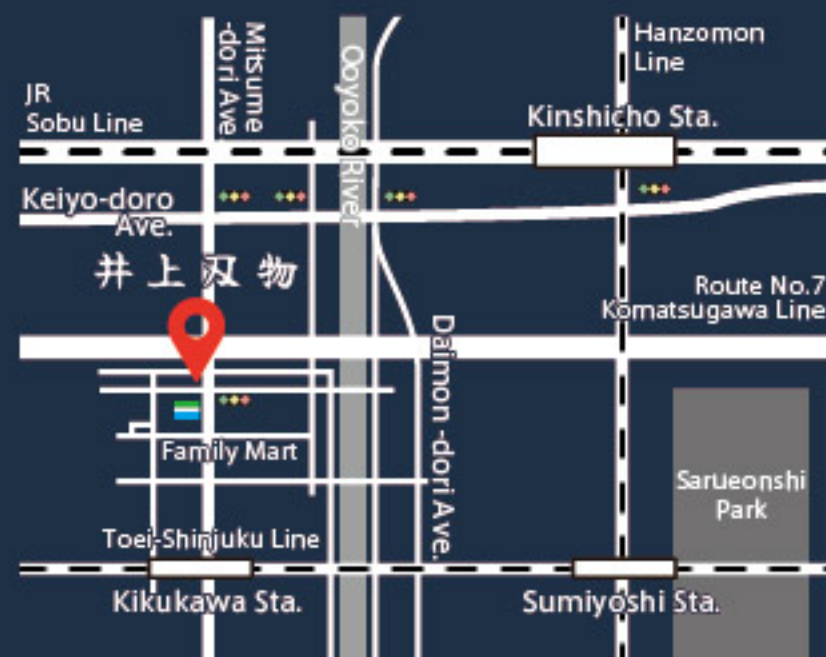 Mitsume
-dori Ave
Ooyoko River
Hanzomon
Line
JR
Sobu Line
Kinshicho Sta.
Keiyo-doro
Ave.
井上刃物
Route No.7
Komatsugawa Line
Daimon -dori Ave.
Family Mart
Sarueonshi
Park
Toei-Shinjuku Line
Kikukawa Sta.
Sumiyoshi Sta.